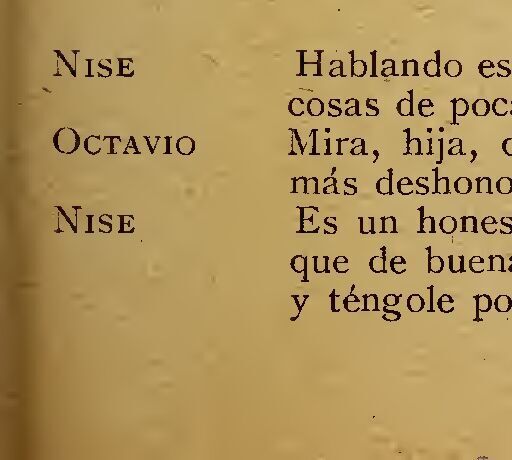 NISE Hablando es
cosas de poc
OCTAVIO Mira, hija,
más deshono
NISE Es un hones
que de buena
y téngole po